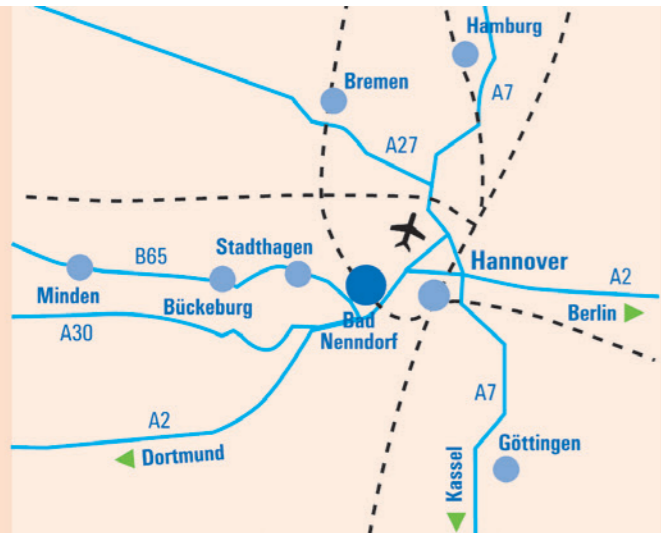 Hamburg
Bremen
A7
A27
Stadthagen
B65
Hannover
Minden
Bückeburg
A2
Bad
Nenndorf
Berlin
A30
A7
A2
Göttingen
Dortmund
Kassel